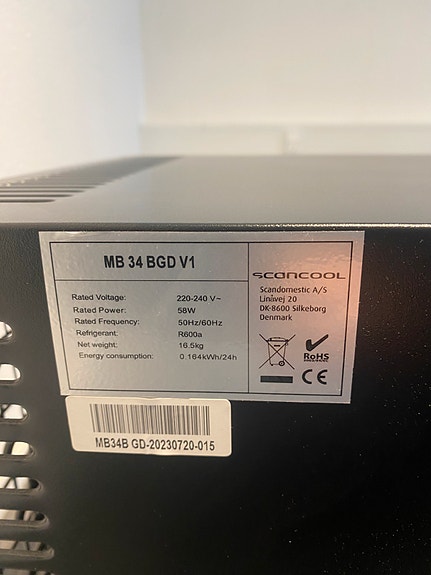 MB 34 BGD V1
Rated Voltage: 220-240 V~
Rated Power: 58W
Rated Frequency: 50Hz/60Hz
Refrigerant: R600a
Net weight: 16.5kg
Energy consumption: 0.164kWh/24h
scancool
Scandomestic A/S
Linåvej 20
DK-8600 Silkeborg
Denmark
RoHS
CE
MB34B GD-20230720-015